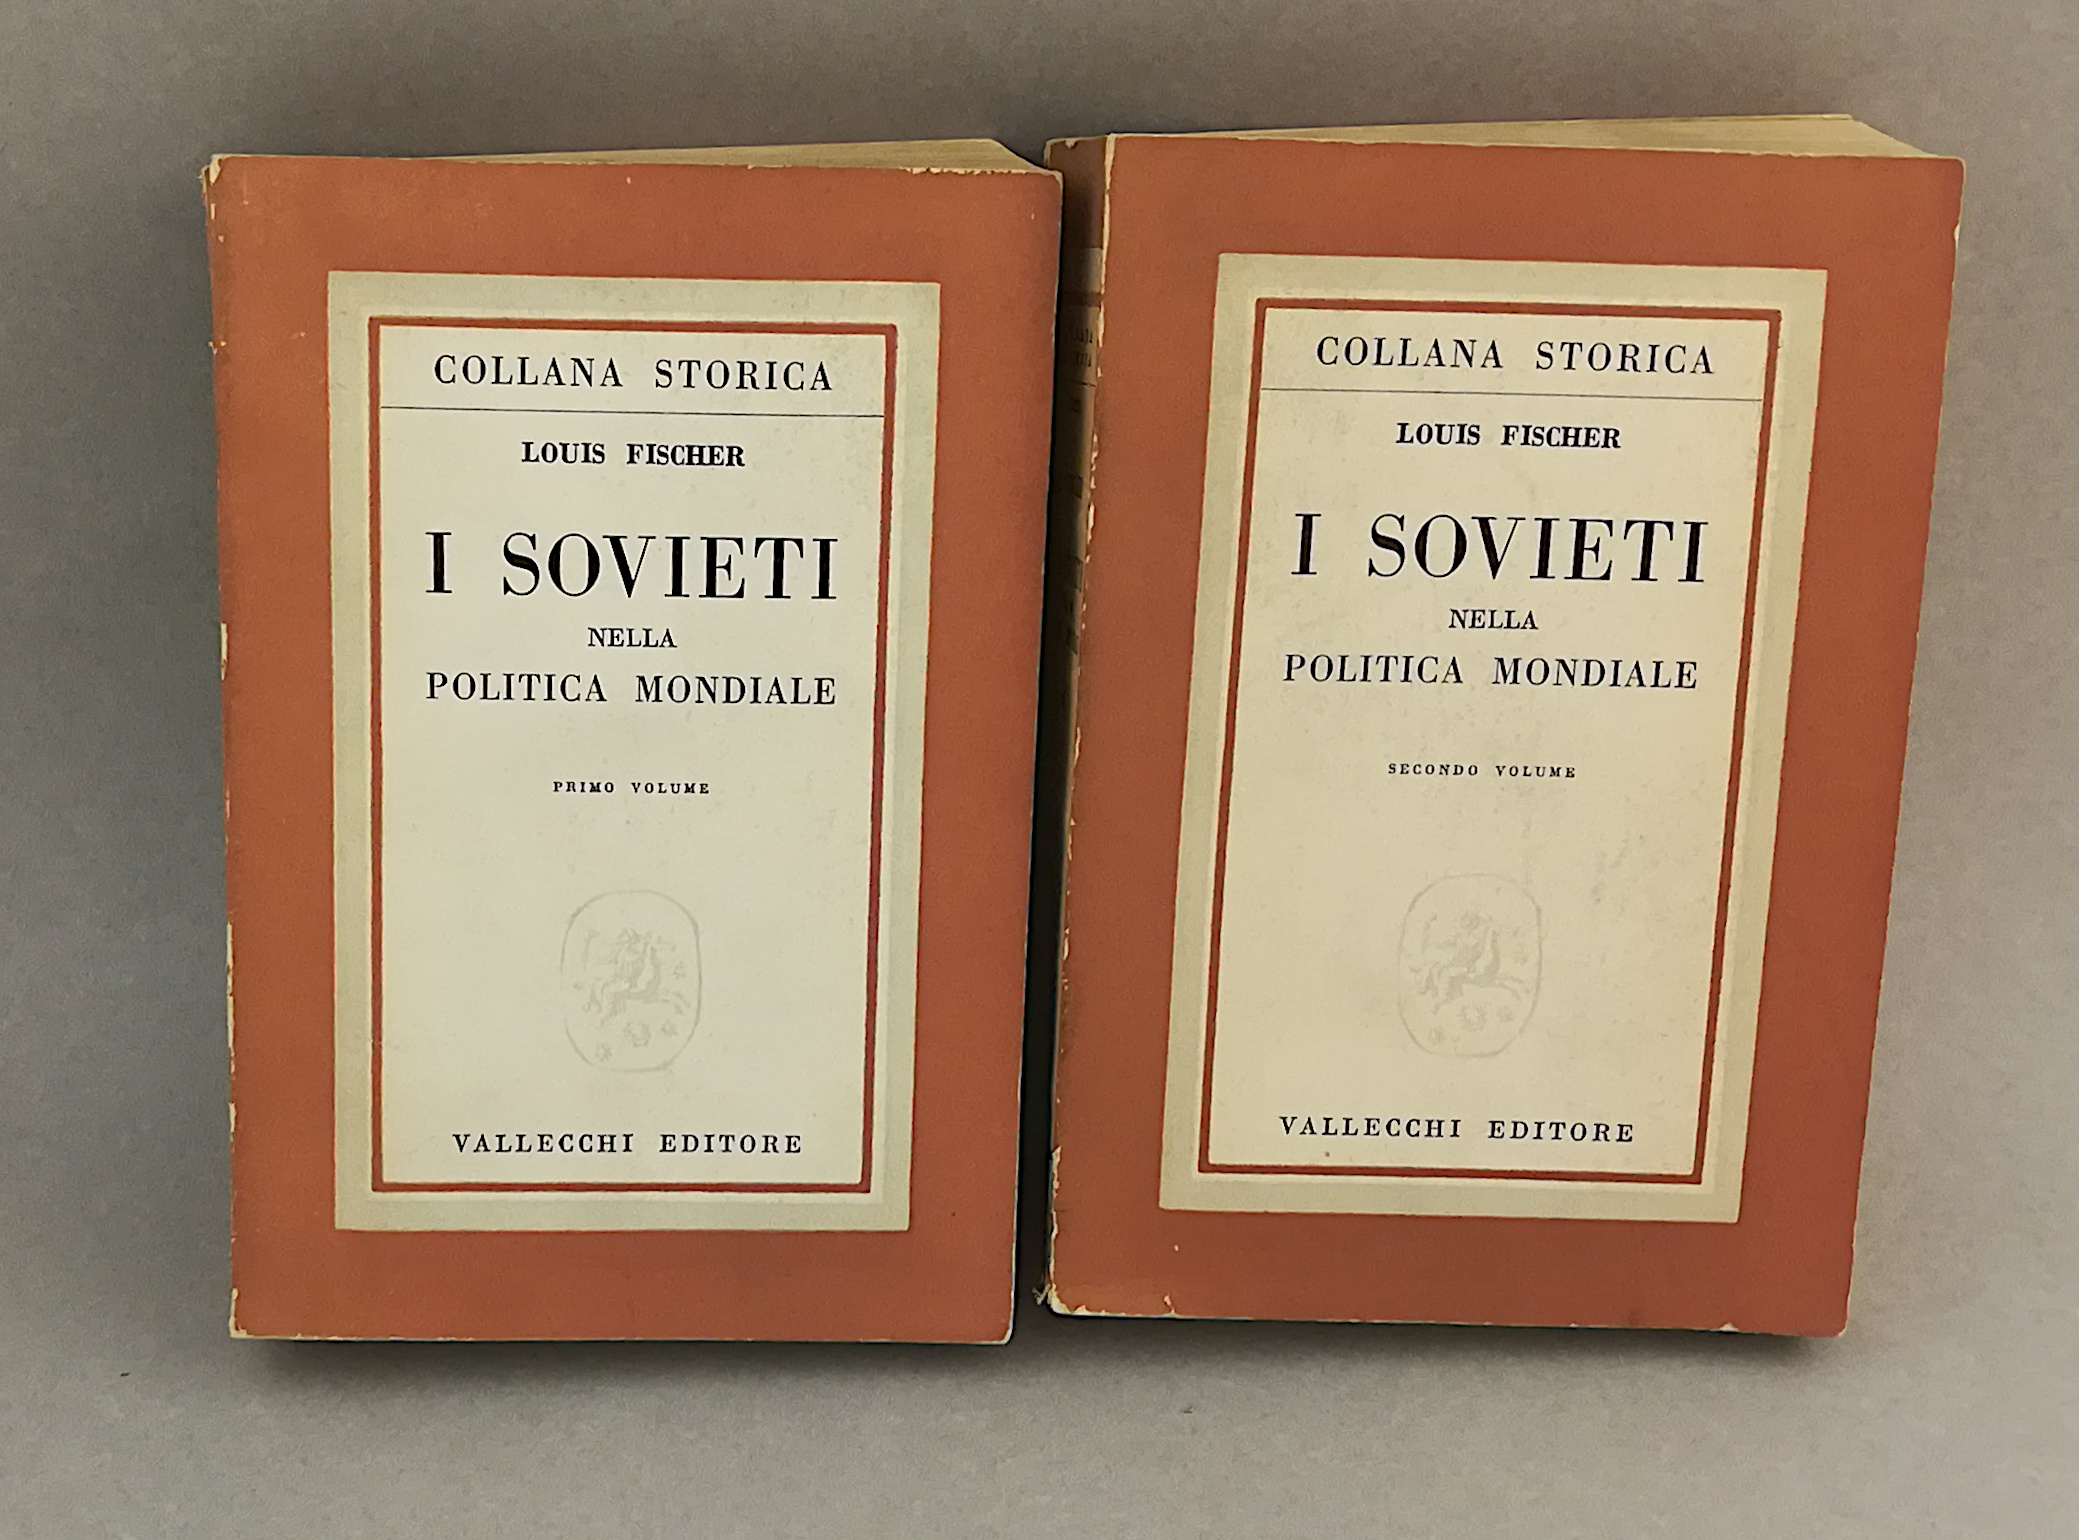 COLLANA STORICA
LOUIS FISCHER
I SOVIETI
NELLA
POLITICA MONDIALE
PRIMO VOLUME
VALLECCHI EDITORE
COLLANA STORICA
LOUIS FISCHER
I SOVIETI
NELLA
POLITICA MONDIALE
SECONDO VOLUME
VALLECCHI EDITORE